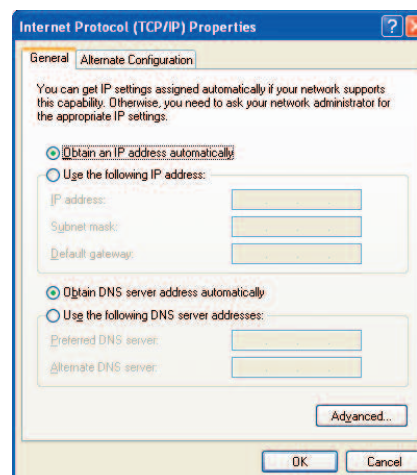 Internet Protocol (TCP/IP) Properties
General Alternate Configuration
You can get IP settings assigned automatically if your network supports
this capability. Otherwise, you need to ask your network administrator for
the appropriate IP settings.
Obtain an IP address automatically
Use the following IP address:
IP address:
Subnet mask:
Default gateway:
Obtain DNS server address automatically
Use the following DNS server addresses:
Preferred DNS server:
Alternate DNS server:
Advanced...
OK Cancel